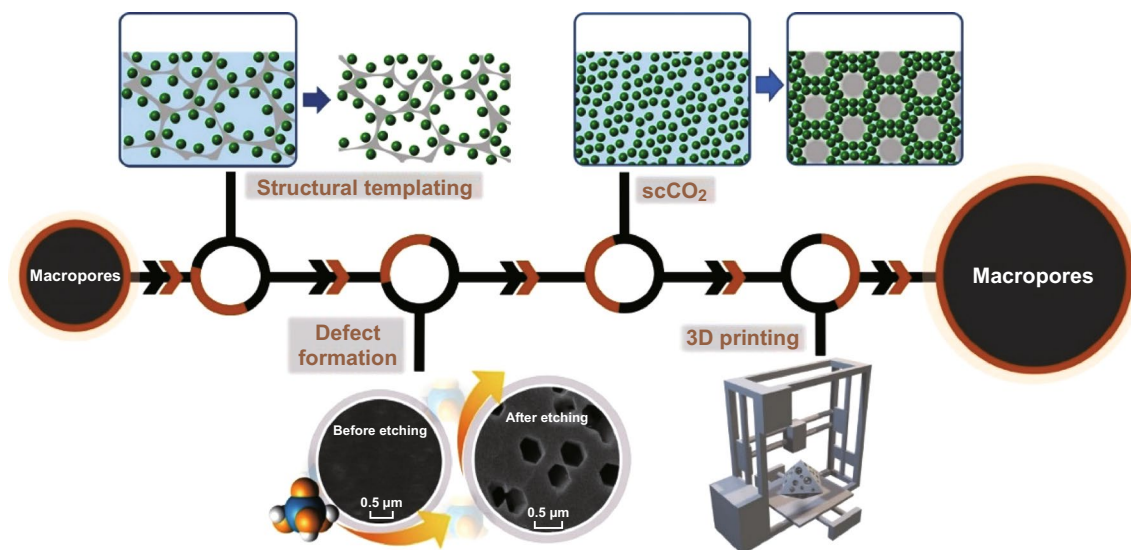 Structural templating
scCO₂
Macropores
Macropores
Defect
formation
3D printing
Before etching
0.5 μm
After etching
0.5 μm